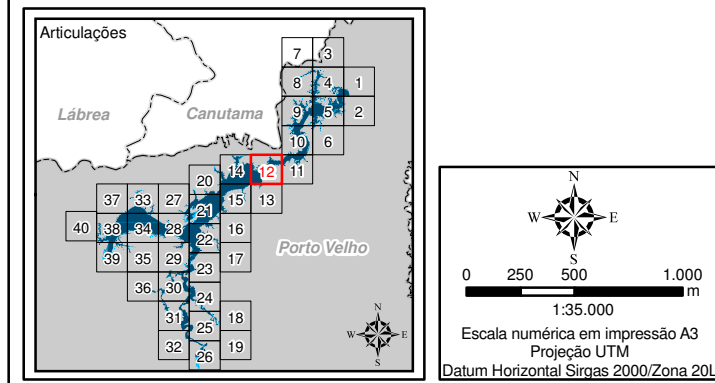 Articulações
7 3
8 4 1
Lábrea Canutama 9 5 2
10 6
14 12 11
20
37 33 27 21 15 13
40 38 34 28 22 16
Porto Velho
39 35 29 23 17
36 30 24
31 25 18
32 26 19
N
W E
S
N
W E
S
0 250 500 1.000
m
1:35.000
Escala numérica em impressão A3
Projeção UTM
Datum Horizontal Sirgas 2000/Zona 20L